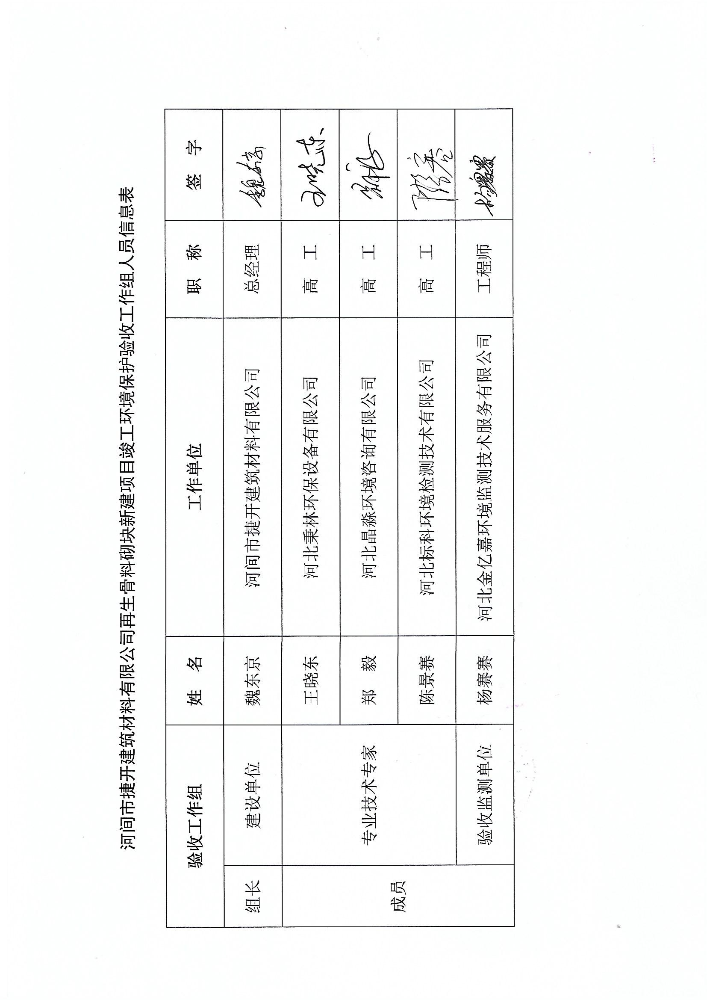 河间市捷开建筑材料有限公司再生骨料砌块新建项目竣工环境保护验收工作组人员信息表
验收工作组 姓 名 工作单位 职 称 签 字
组长 建设单位 魏东京 河间市捷开建筑材料有限公司 总经理 魏东京
成员 专业技术专家 王晓东 河北秉林环保设备有限公司 高 工 王晓东
郑 毅 河北晶淼环境咨询有限公司 高 工
陈景赛 河北标科环境检测技术有限公司 高 工
验收监测单位 杨赛赛 河北金亿嘉环境监测技术服务有限公司 工程师 杨赛赛